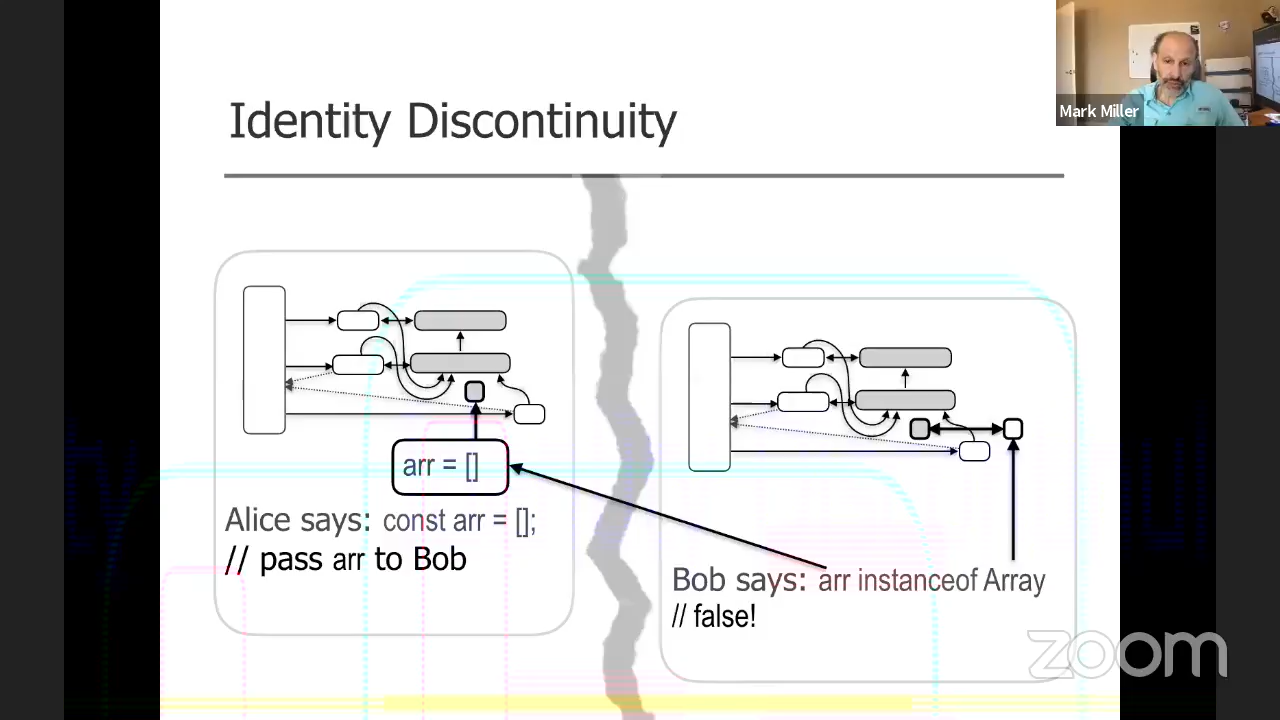 Mark Miller
Identity Discontinuity
arr = []
Alice says: const arr = [];
// pass arr to Bob
Bob says: arr instanceof Array
// false!
zoom